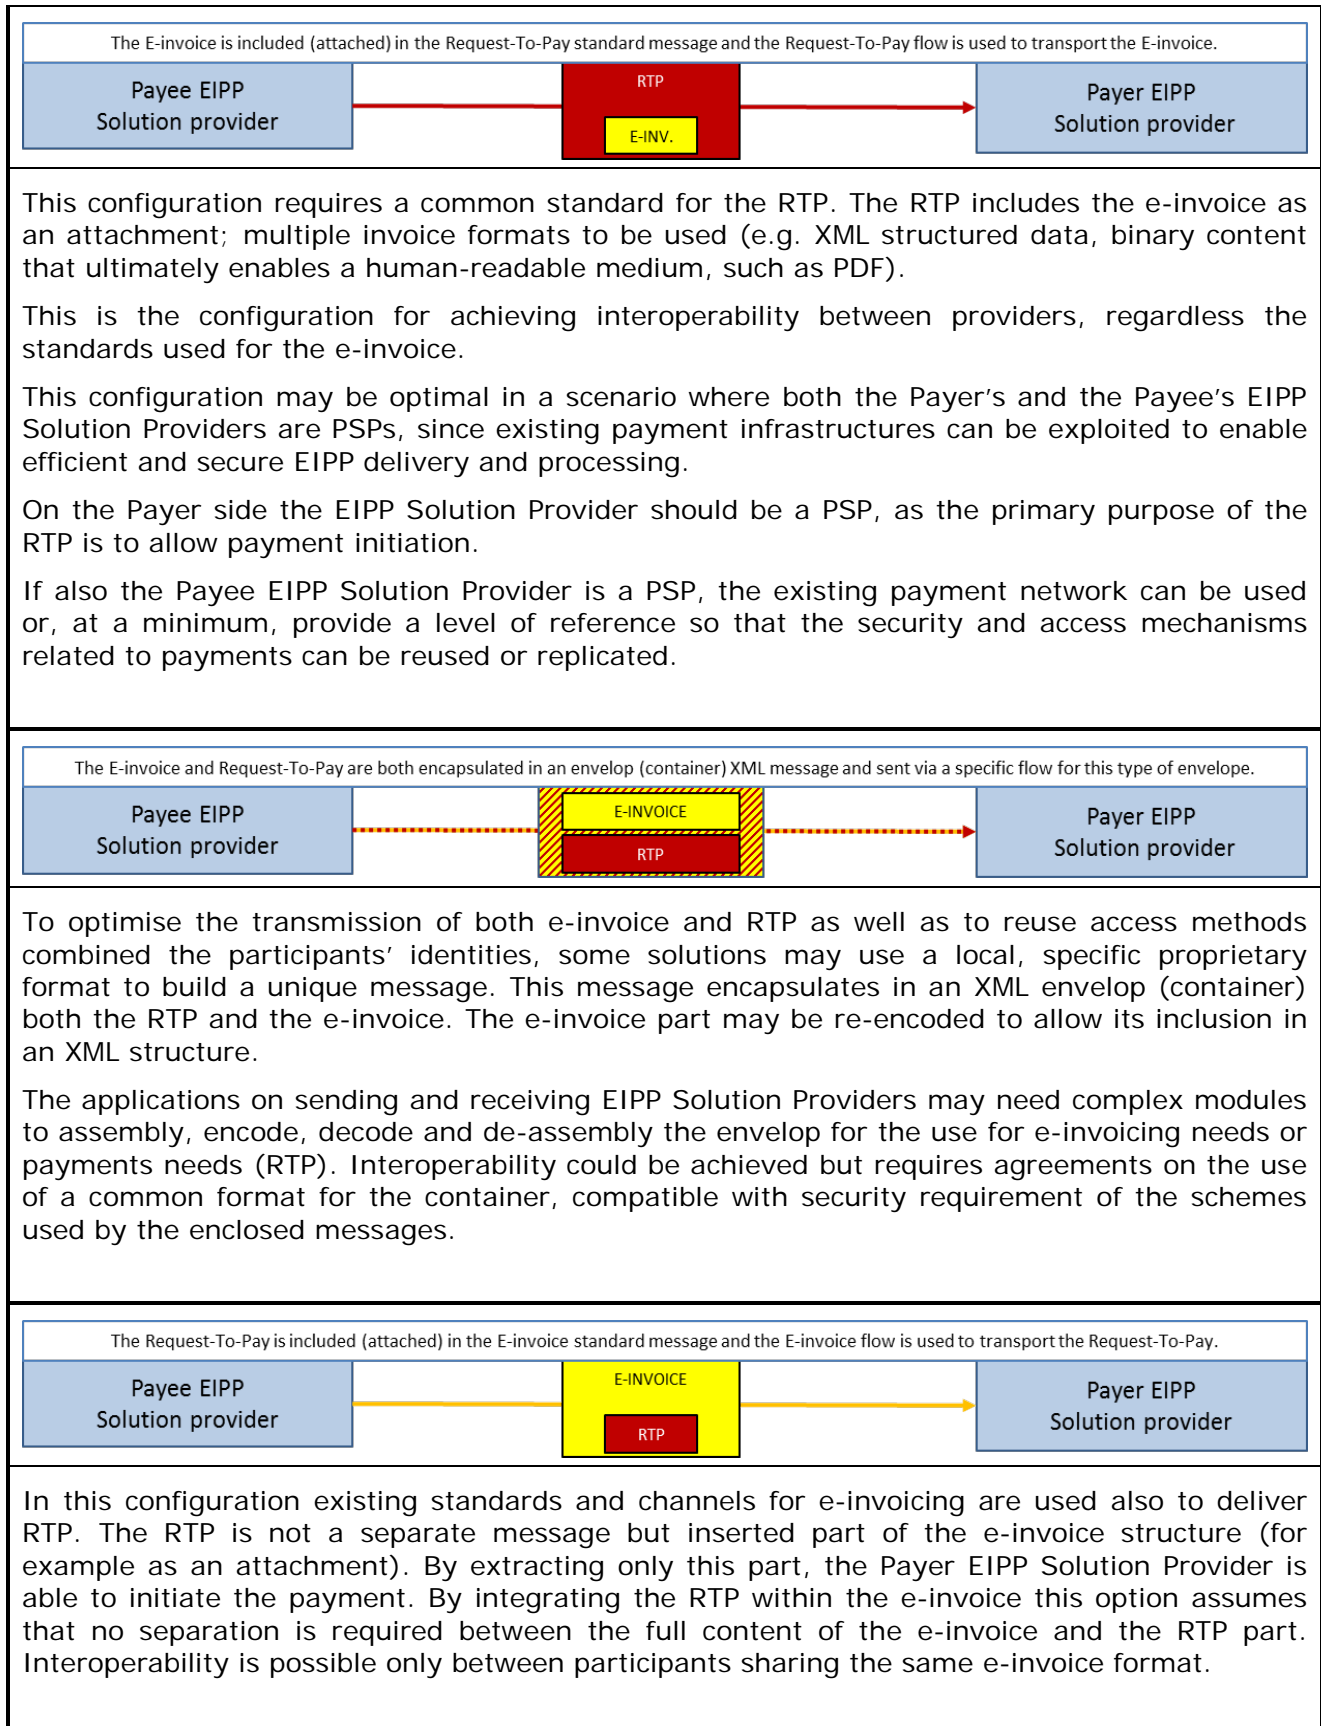 The E-invoice is included (attached) in the Request-To-Pay standard message and the Request-To-Pay flow is used to transport the E-invoice.
Payee EIPP
Solution provider
RTP
E-INV.
Payer EIPP
Solution provider
This configuration requires a common standard for the RTP. The RTP includes the e-invoice as
an attachment; multiple invoice formats to be used (e.g. XML structured data, binary content
that ultimately enables a human-readable medium, such as PDF).
This is the configuration for achieving interoperability between providers, regardless the
standards used for the e-invoice.
This configuration may be optimal in a scenario where both the Payer's and the Payee's EIPP
Solution Providers are PSPs, since existing payment infrastructures can be exploited to enable
efficient and secure EIPP delivery and processing.
On the Payer side the EIPP Solution Provider should be a PSP, as the primary purpose of the
RTP is to allow payment initiation.
If also the Payee EIPP Solution Provider is a PSP, the existing payment network can be used
or, at a minimum, provide a level of reference so that the security and access mechanisms
related to payments can be reused or replicated.
The E-invoice and Request-To-Pay are both encapsulated in an envelop (container) XML message and sent via a specific flow for this type of envelope.
Payee EIPP
Solution provider
E-INVOICE
RTP
Payer EIPP
Solution provider
To optimise the transmission of both e-invoice and RTP as well as to reuse access methods
combined the participants' identities, some solutions may use a local, specific proprietary
format to build a unique message. This message encapsulates in an XML envelop (container)
both the RTP and the e-invoice. The e-invoice part may be re-encoded to allow its inclusion in
an XML structure.
The applications on sending and receiving EIPP Solution Providers may need complex modules
to assembly, encode, decode and de-assembly the envelop for the use for e-invoicing needs or
payments needs (RTP). Interoperability could be achieved but requires agreements on the use
of a common format for the container, compatible with security requirement of the schemes
used by the enclosed messages.
The Request-To-Pay is included (attached) in the E-invoice standard message and the E-invoice flow is used to transport the Request-To-Pay.
Payee EIPP
Solution provider
E-INVOICE
RTP
Payer EIPP
Solution provider
In this configuration existing standards and channels for e-invoicing are used also to deliver
RTP. The RTP is not a separate message but inserted part of the e-invoice structure (for
example as an attachment). By extracting only this part, the Payer EIPP Solution Provider is
able to initiate the payment. By integrating the RTP within the e-invoice this option assumes
that no separation is required between the full content of the e-invoice and the RTP part.
Interoperability is possible only between participants sharing the same e-invoice format.